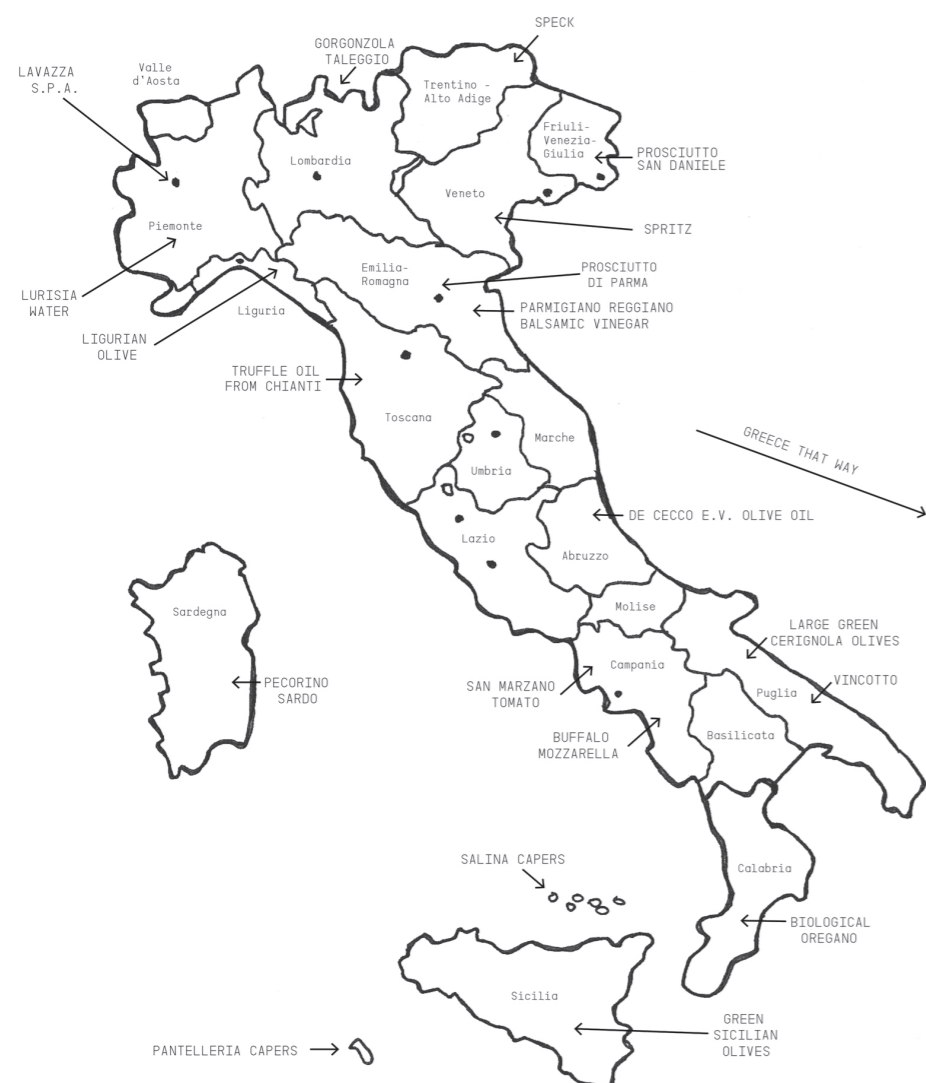 SPECK
GORGONZOLA
TALEGGIO
LAVAZZA
S.P.A.
Valle
d'Aosta
Trentino -
Alto Adige
Friuli-
Venezia-
Giulia
PROSCIUTTO
SAN DANIELE
Lombardia
Veneto
SPRITZ
Piemonte
Emilia-
Romagna
PROSCIUTTO
DI PARMA
LURISIA
WATER
Liguria
PARMIGIANO REGGIANO
BALSAMIC VINEGAR
LIGURIAN
OLIVE
TRUFFLE OIL
FROM CHIANTI
Toscana
Marche
GREECE THAT WAY
Umbria
DE CECCO E.V. OLIVE OIL
Lazio
Abruzzo
Sardegna
Molise
LARGE GREEN
CERIGNOLA OLIVES
Campania
PECORINO
SARDO
SAN MARZANO
TOMATO
Puglia
VINCOTTO
BUFFALO
MOZZARELLA
Basilicata
SALINA CAPERS
Calabria
BIOLOGICAL
OREGANO
Sicilia
GREEN
SICILIAN
OLIVES
PANTELLERIA CAPERS